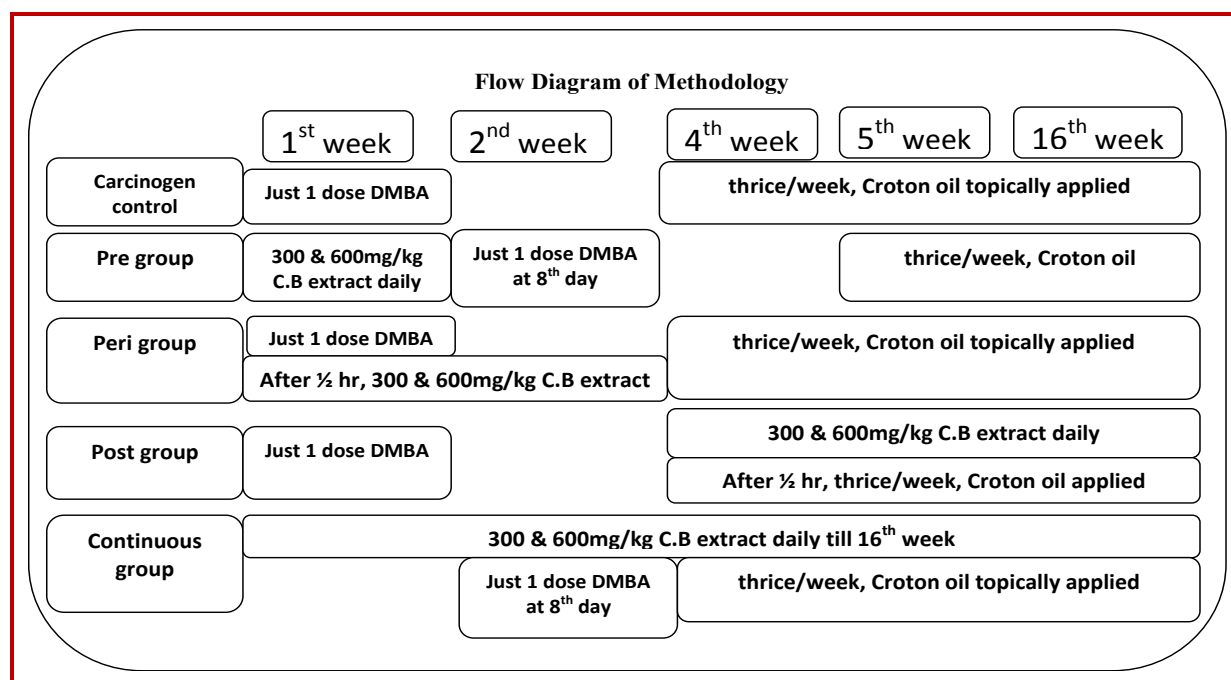 Flow Diagram of Methodology
1st week
2nd week
4th week
5th week
16th week
Carcinogen
control
Just 1 dose DMBA
thrice/week, Croton oil topically applied
Pre group
300 & 600mg/kg
C.B extract daily
Just 1 dose DMBA
at 8th day
thrice/week, Croton oil
Peri group
Just 1 dose DMBA
After ½ hr, 300 & 600mg/kg C.B extract
thrice/week, Croton oil topically applied
Post group
Just 1 dose DMBA
300 & 600mg/kg C.B extract daily
After ½ hr, thrice/week, Croton oil applied
Continuous
group
300 & 600mg/kg C.B extract daily till 16th week
Just 1 dose DMBA
at 8th day
thrice/week, Croton oil topically applied